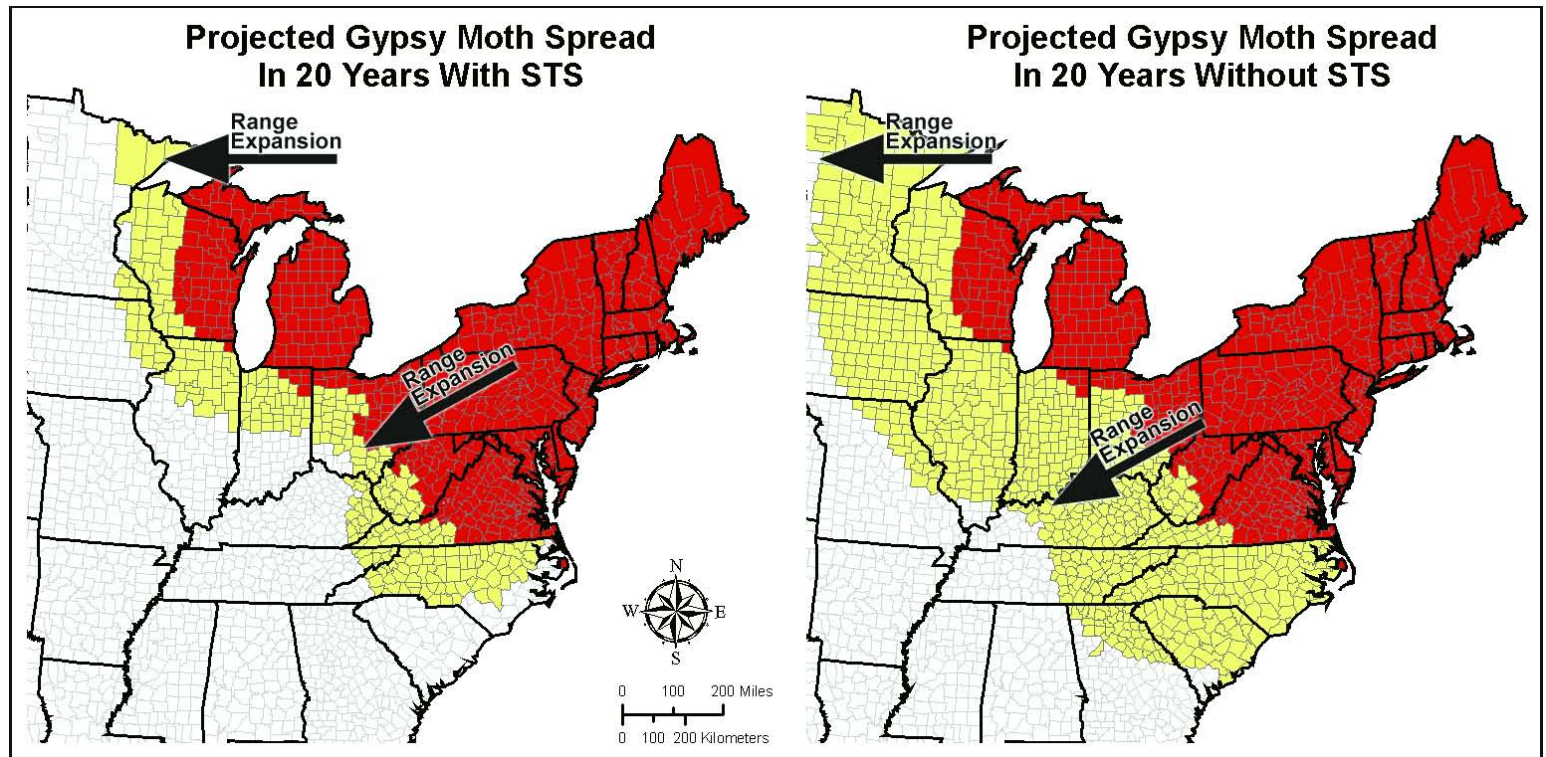 Projected Gypsy Moth Spread
In 20 Years With STS
Range
Expansion
Range
Expansion
N
W E
S
0 100 200 Miles
0 100 200 Kilometers
Projected Gypsy Moth Spread
In 20 Years Without STS
Range
Expansion
Range
Expansion